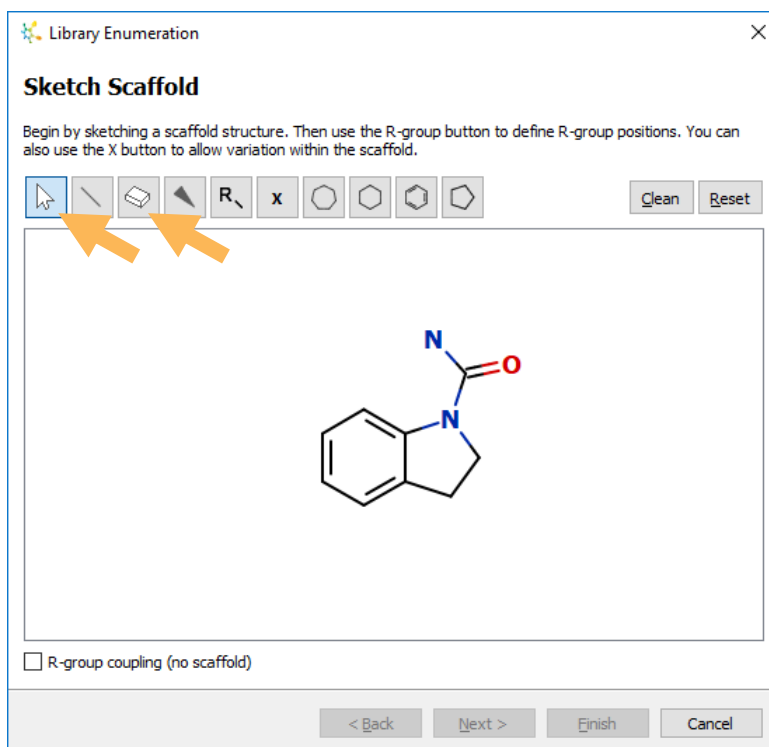 Library Enumeration
Sketch Scaffold
Begin by sketching a scaffold structure. Then use the R-group button to define R-group positions. You can
also use the X button to allow variation within the scaffold.
R X Clean Reset
N
O
N
R-group coupling (no scaffold)
< Back Next > Finish Cancel